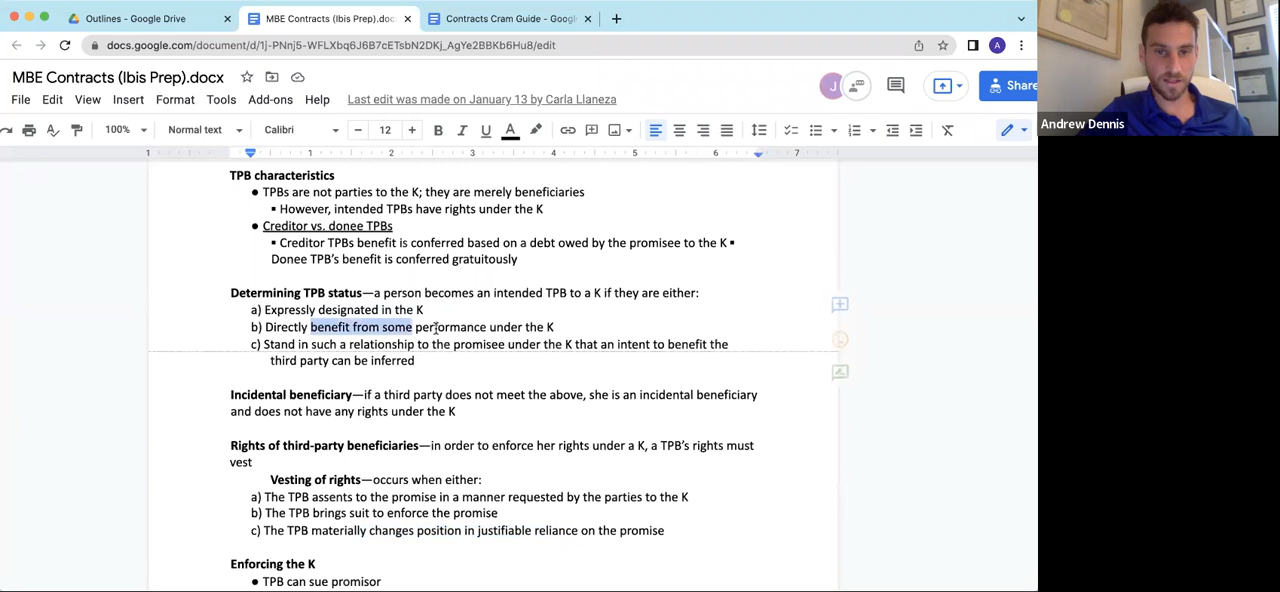 Outlines - Google Drive
MBE Contracts (Ibis Prep).doc
Contracts Cram Guide - Googl
docs.google.com/document/d/1j-PNnj5-WFLXbq6J6B7cETsbN2DKj_AgYe2BBKb6Hu8/edit
A
MBE Contracts (Ibis Prep).docx
J
Share
File Edit View Insert Format Tools Add-ons Help Last edit was made on January 13 by Carla Llaneza
Andrew Dennis
100% Normal text Calibri − 12 + B I U A
1 1 2 3 4 5 6 7
TPB characteristics
● TPBs are not parties to the K; they are merely beneficiaries
▪ However, intended TPBs have rights under the K
● Creditor vs. donee TPBs
▪ Creditor TPBs benefit is conferred based on a debt owed by the promisee to the K ▪
Donee TPB’s benefit is conferred gratuitously
Determining TPB status—a person becomes an intended TPB to a K if they are either:
a) Expressly designated in the K
b) Directly benefit from some performance under the K
c) Stand in such a relationship to the promisee under the K that an intent to benefit the
third party can be inferred
Incidental beneficiary—if a third party does not meet the above, she is an incidental beneficiary
and does not have any rights under the K
Rights of third-party beneficiaries—in order to enforce her rights under a K, a TPB’s rights must
vest
Vesting of rights—occurs when either:
a) The TPB assents to the promise in a manner requested by the parties to the K
b) The TPB brings suit to enforce the promise
c) The TPB materially changes position in justifiable reliance on the promise
Enforcing the K
● TPB can sue promisor